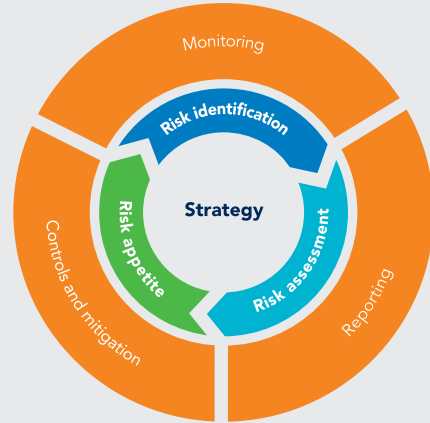 Monitoring
Risk identification
Strategy
Risk appetite
Risk assessment
Controls and mitigation
Reporting